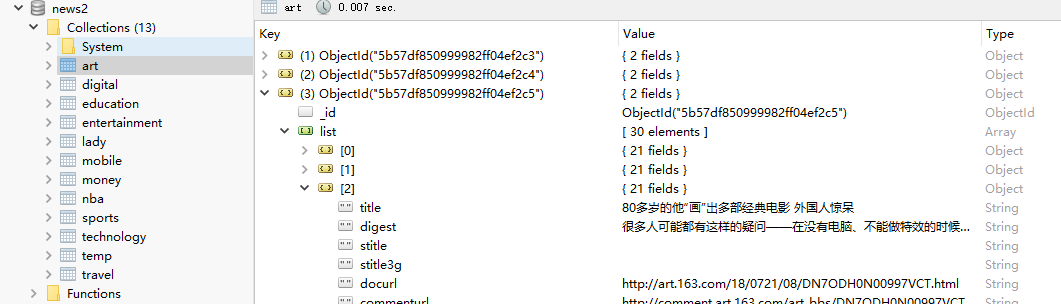 news2
Collections (13)
System
art
digital
education
entertainment
lady
mobile
money
nba
sports
technology
temp
travel
Functions
art 0.007 sec.
Key Value Type
(1) ObjectId("5b57df850999982ff04ef2c3") { 2 fields } Object
(2) ObjectId("5b57df850999982ff04ef2c4") { 2 fields } Object
(3) ObjectId("5b57df850999982ff04ef2c5") { 2 fields } Object
_id ObjectId("5b57df850999982ff04ef2c5") ObjectId
list [ 30 elements ] Array
[0] { 21 fields } Object
[1] { 21 fields } Object
[2] { 21 fields } Object
title 80多岁的他“画”出多部经典电影 外国人惊呆 String
digest 很多人可能都有这样的疑问——在没有电脑、不能做特效的时候... String
stitle String
stitle3g String
docurl http://art.163.com/18/0721/08/DN7ODH0N00997VCT.html String
commenturl http://comment.art.163.com/art_bbs/DN7ODH0N00997VCT... String